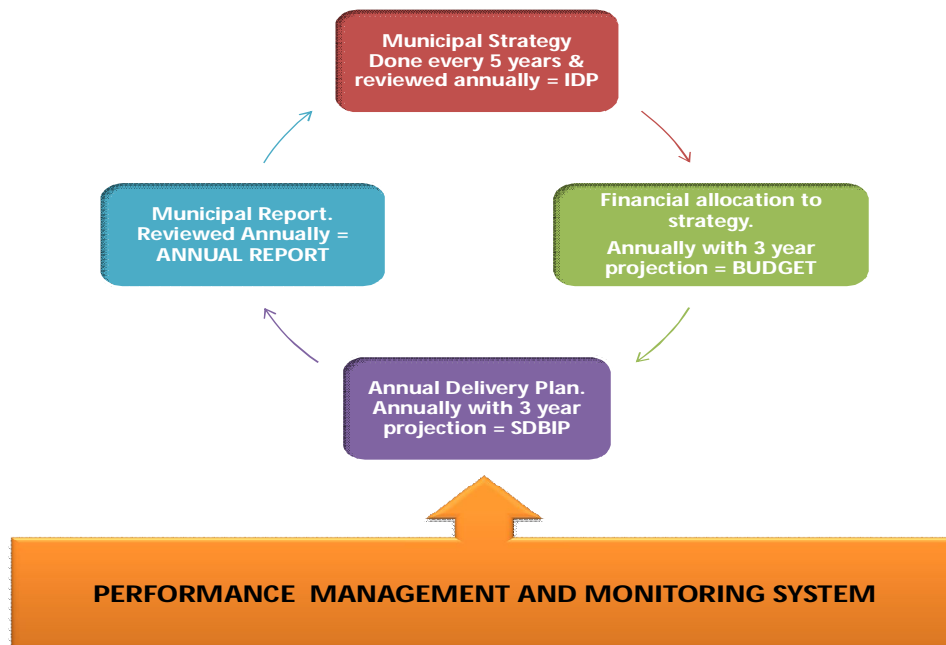 Municipal Strategy
Done every 5 years &
reviewed annually = IDP
Municipal Report.
Reviewed Annually =
ANNUAL REPORT
Financial allocation to
strategy.
Annually with 3 year
projection = BUDGET
Annual Delivery Plan.
Annually with 3 year
projection = SDBIP
PERFORMANCE MANAGEMENT AND MONITORING SYSTEM